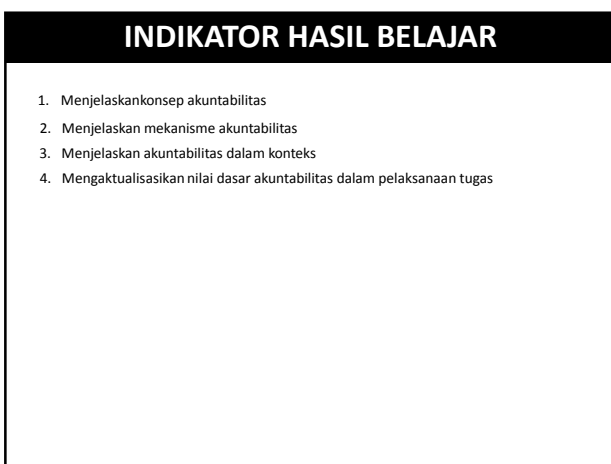 INDIKATOR HASIL BELAJAR
1. Menjelaskankonsep akuntabilitas
2. Menjelaskan mekanisme akuntabilitas
3. Menjelaskan akuntabilitas dalam konteks
4. Mengaktualisasikan nilai dasar akuntabilitas dalam pelaksanaan tugas